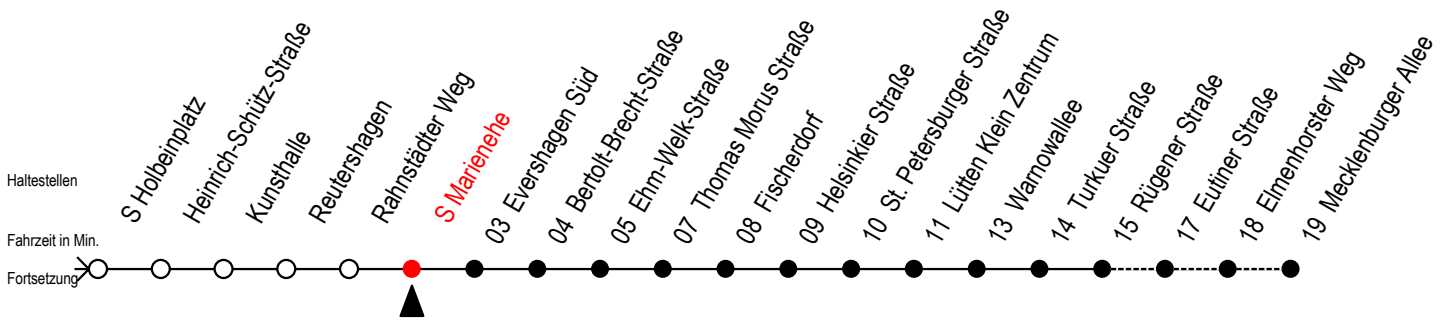 Haltestellen
S Holbeinplatz
Heinrich-Schütz-Straße
Kunsthalle
Reutershagen
Rahnstädter Weg
S Marienehe
03 Evershagen Süd
04 Bertolt-Brecht-Straße
05 Ehm-Welk-Straße
07 Thomas Morus Straße
08 Fischerdorf
09 Helsinkier Straße
10 St. Petersburger Straße
11 Lütten Klein Zentrum
13 Warnowallee
14 Turkuer Straße
15 Rügener Straße
17 Eutiner Straße
18 Elmenhorster Weg
19 Mecklenburger Allee
Fahrzeit in Min.
Fortsetzung